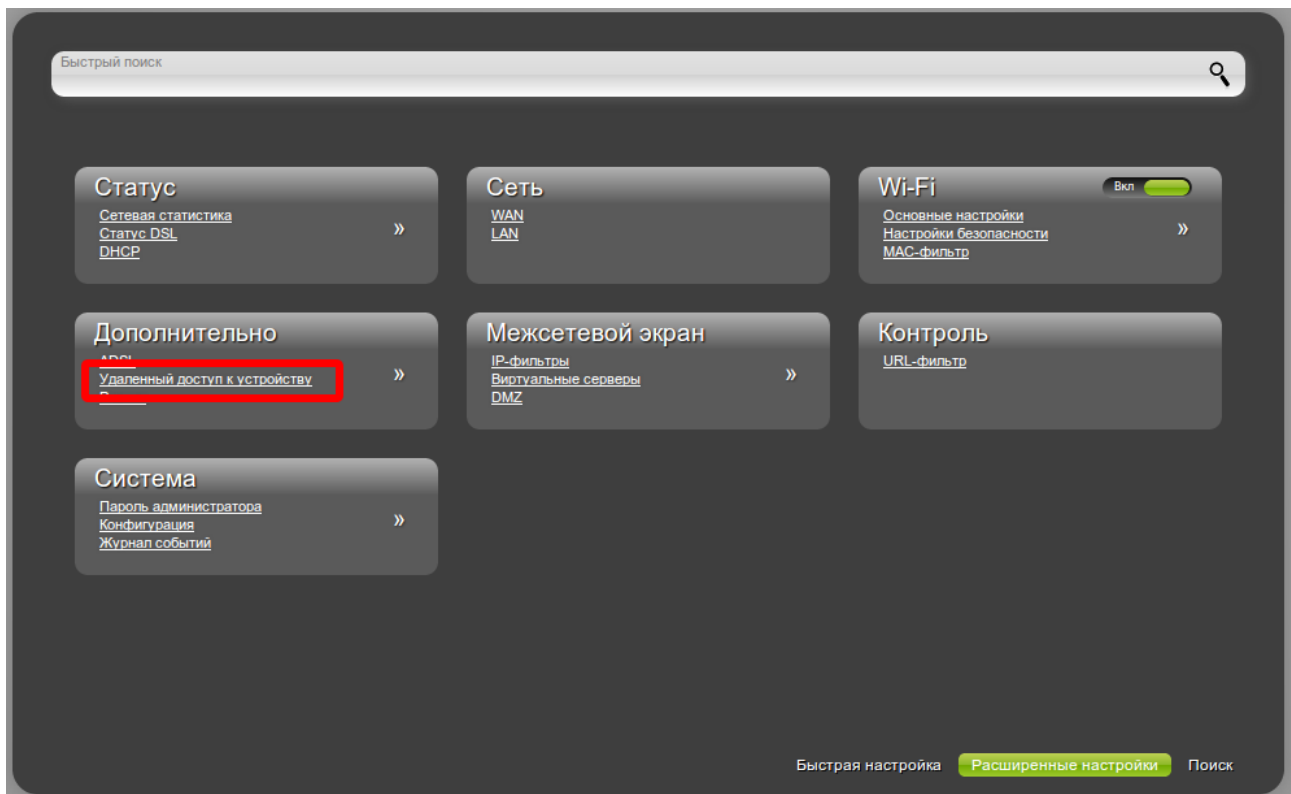 Быстрый поиск
Статус
Сетевая статистика
Статус DSL
DHCP
»
Сеть
WAN
LAN
Wi-Fi
Вкл
Основные настройки
Настройки безопасности
MAC-фильтр
»
Дополнительно
ADSL
Удаленный доступ к устройству
»
Межсетевой экран
IP-фильтры
Виртуальные серверы
DMZ
»
Контроль
URL-фильтр
Система
Пароль администратора
Конфигурация
Журнал событий
»
Быстрая настройка Расширенные настройки Поиск